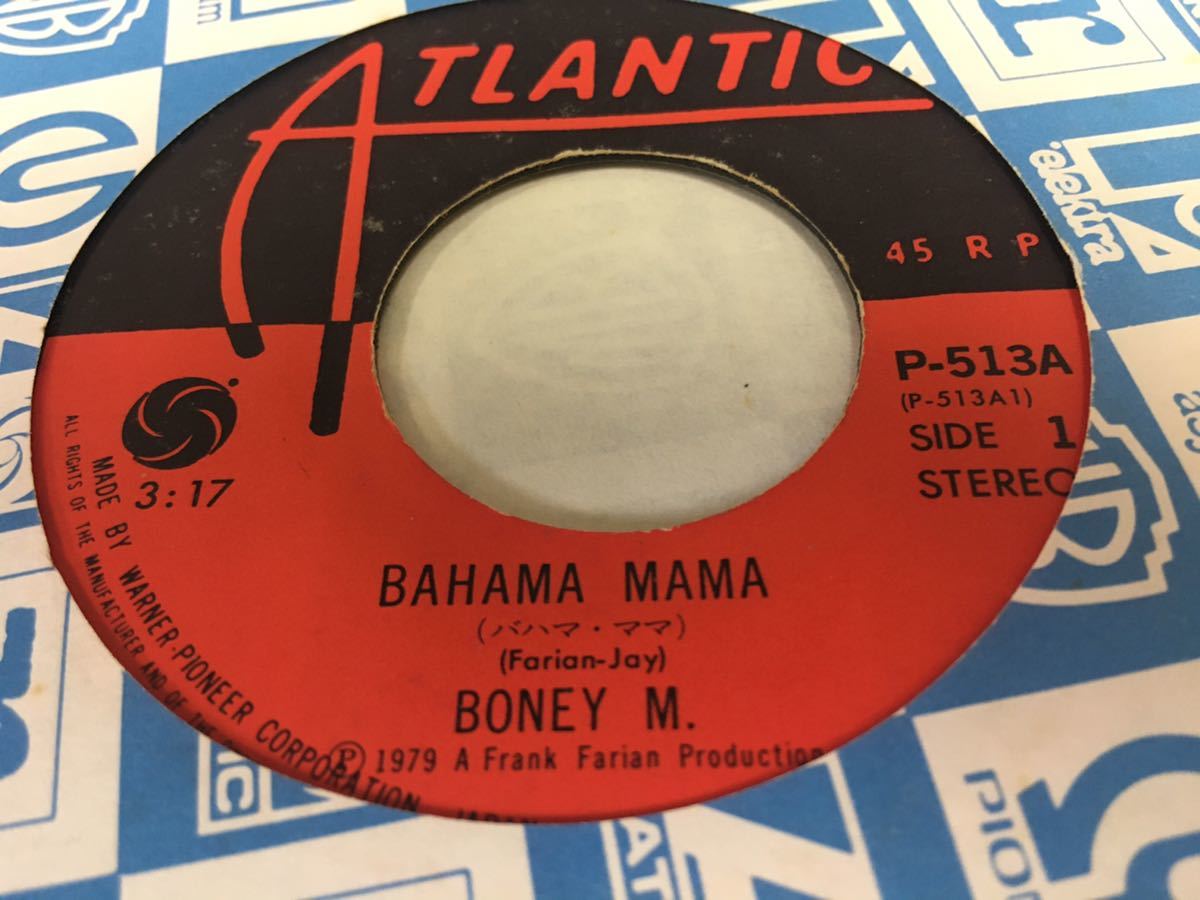 ATLANTIC
45 R P
P-513A
(P-513A1)
SIDE 1
STEREO
3:17
BAHAMA MAMA
(バハマ・ママ)
(Farian-Jay)
BONEY M.
Ⓟ 1979 A Frank Farian Production
MADE BY WARNER-PIONEER CORPORATION, JAPAN
ALL RIGHTS OF THE MANUFACTURER AND OF THE
elektra